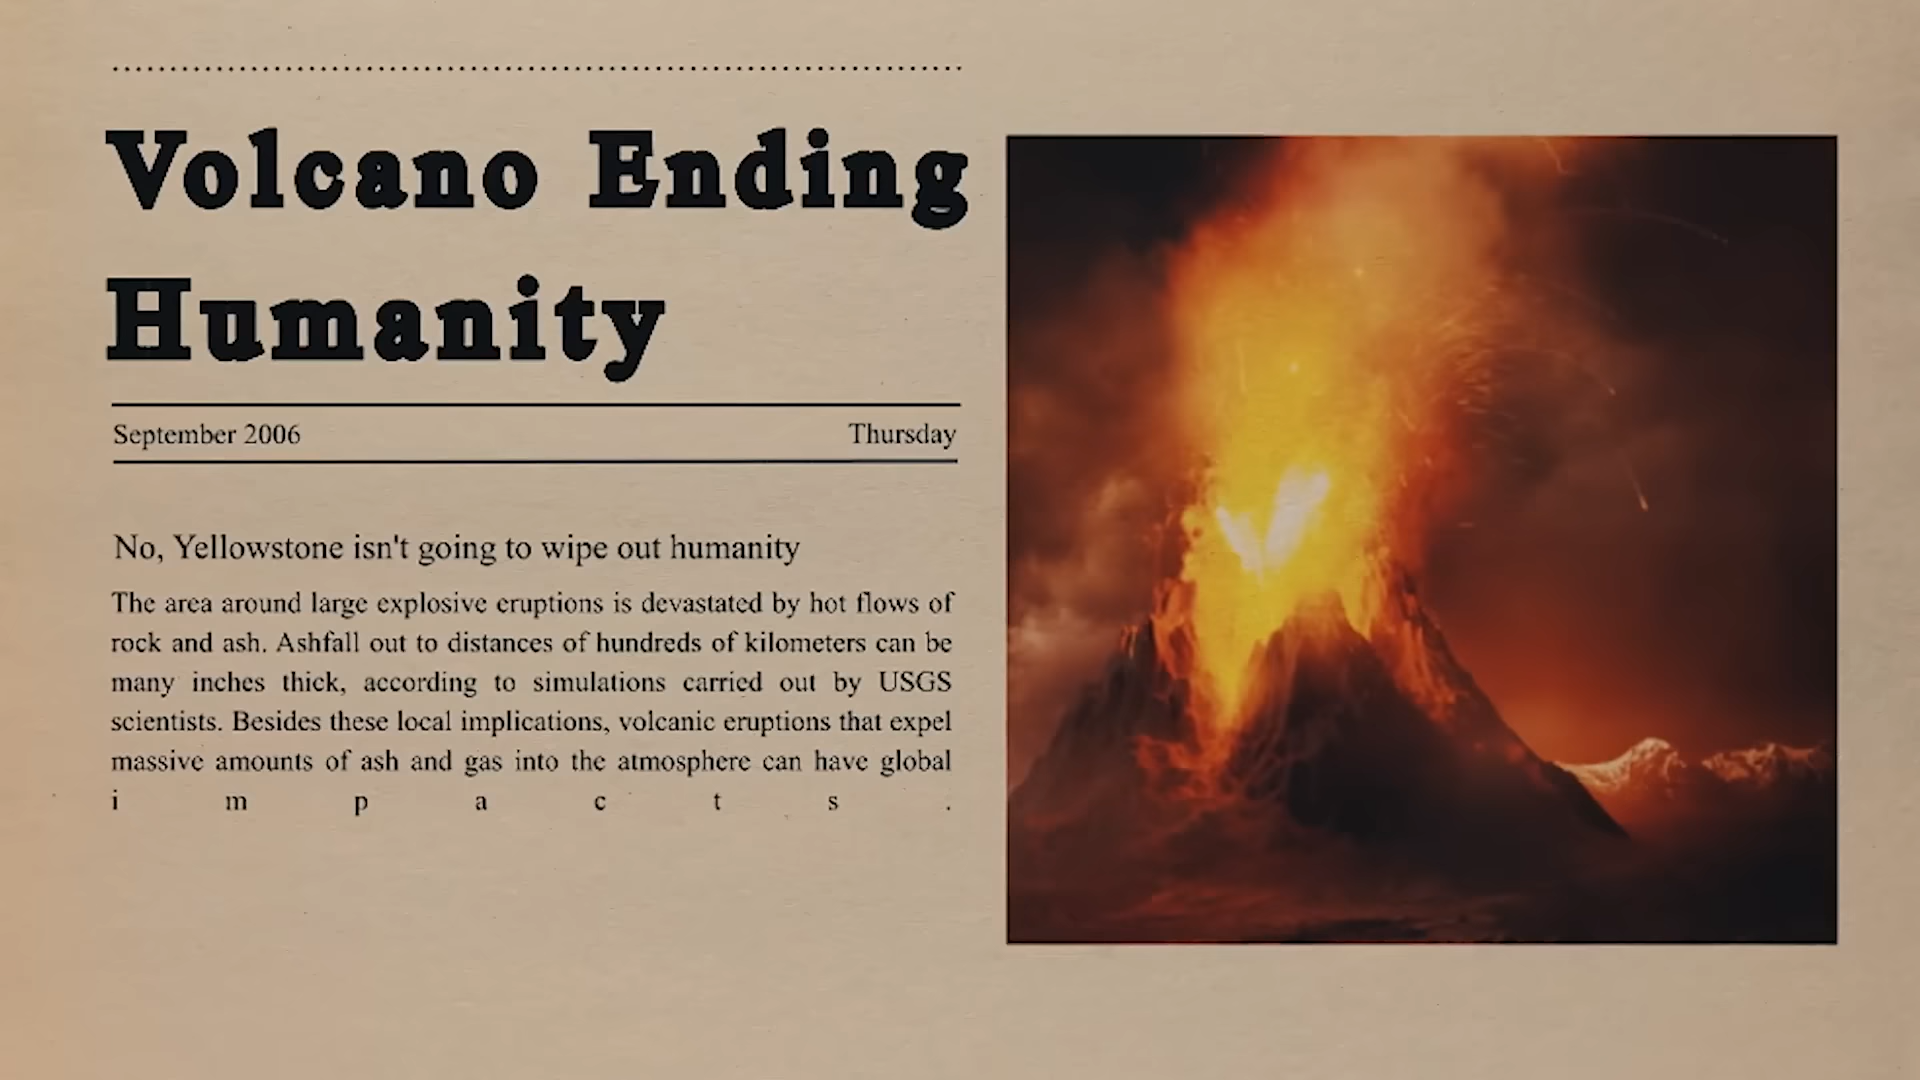 Volcano Ending
Humanity
September 2006 Thursday
No, Yellowstone isn't going to wipe out humanity
The area around large explosive eruptions is devastated by hot flows of
rock and ash. Ashfall out to distances of hundreds of kilometers can be
many inches thick, according to simulations carried out by USGS
scientists. Besides these local implications, volcanic eruptions that expel
massive amounts of ash and gas into the atmosphere can have global
i m p a c t s .